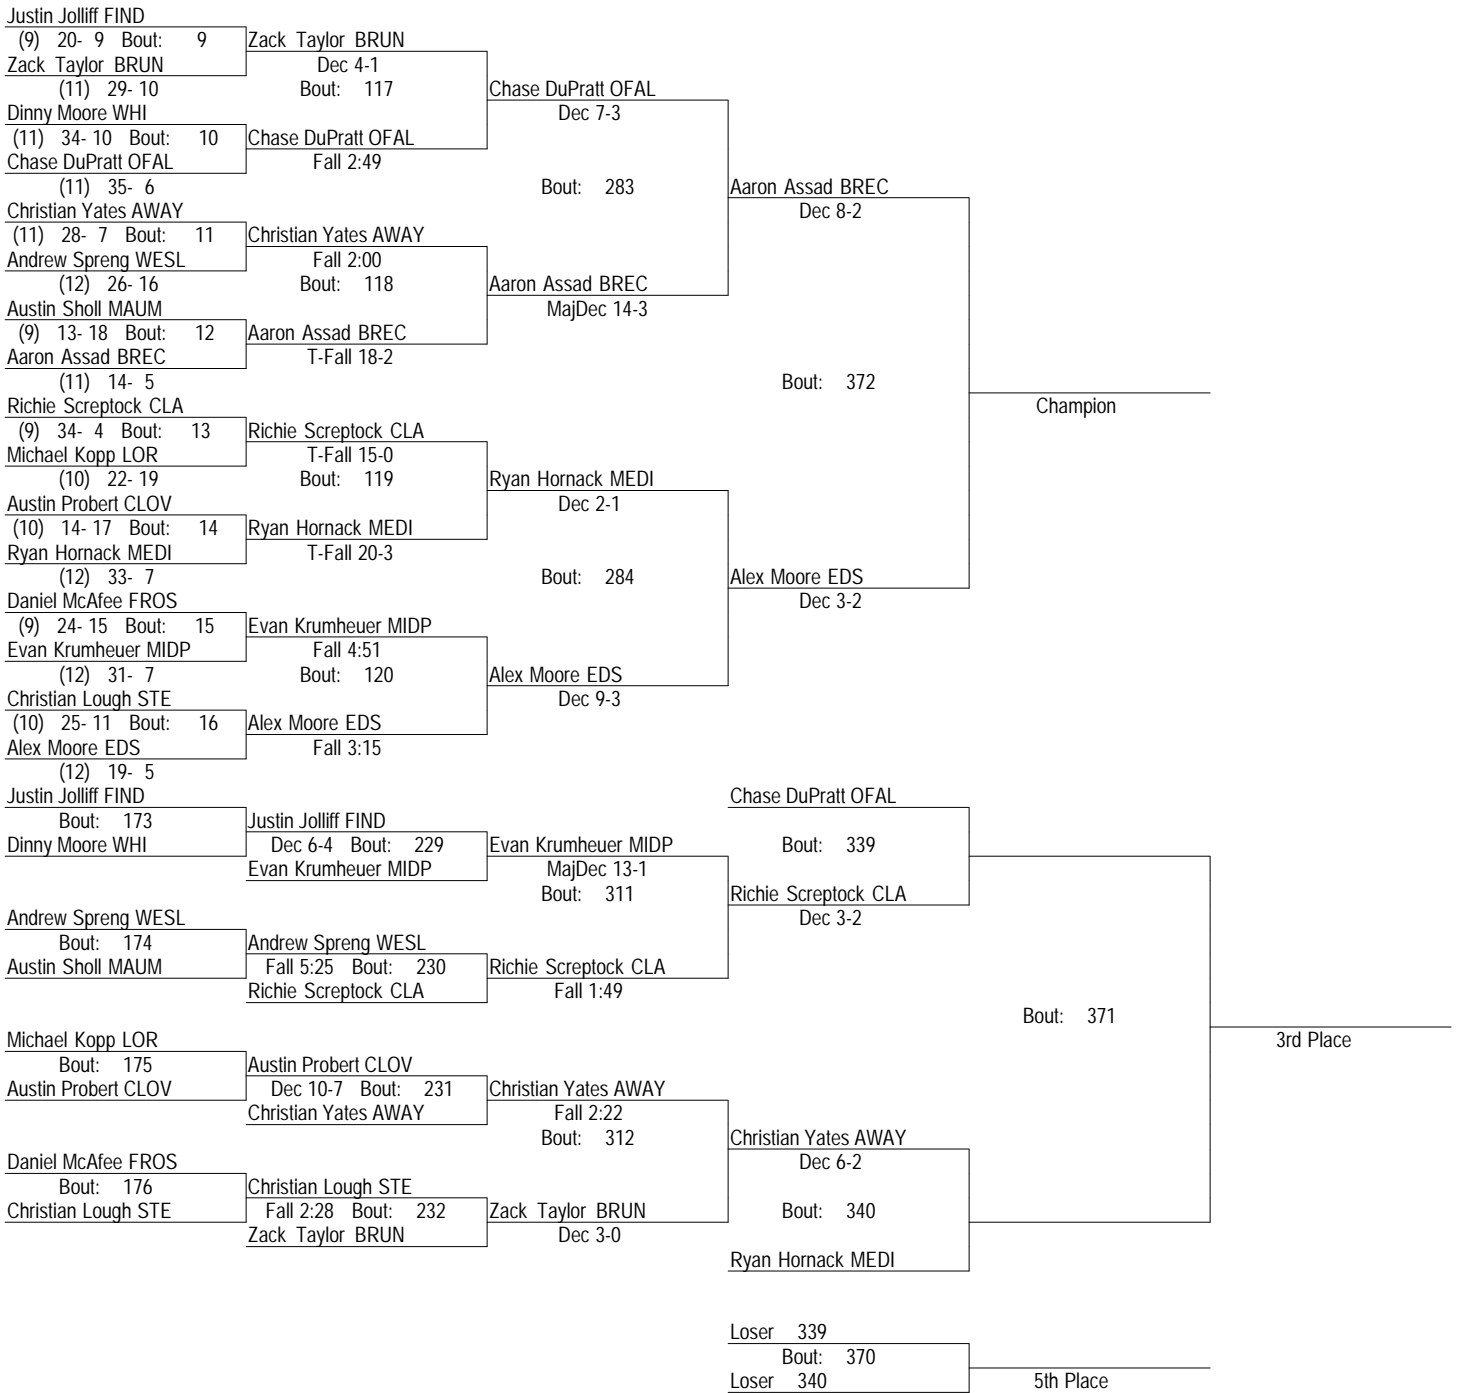 Justin Jolliff FIND
(9) 20- 9 Bout: 9 Zack Taylor BRUN
Zack Taylor BRUN Dec 4-1
(11) 29- 10 Bout: 117 Chase DuPratt OFAL
Dinny Moore WHI Dec 7-3
(11) 34- 10 Bout: 10 Chase DuPratt OFAL
Chase DuPratt OFAL Fall 2:49
(11) 35- 6 Bout: 283 Aaron Assad BREC
Christian Yates AWAY Dec 8-2
(11) 28- 7 Bout: 11 Christian Yates AWAY
Andrew Spreng WESL Fall 2:00
(12) 26- 16 Bout: 118 Aaron Assad BREC
Austin Sholl MAUM MajDec 14-3
(9) 13- 18 Bout: 12 Aaron Assad BREC
Aaron Assad BREC T-Fall 18-2
(11) 14- 5 Bout: 372
Richie Screptock CLA Champion
(9) 34- 4 Bout: 13 Richie Screptock CLA
Michael Kopp LOR T-Fall 15-0
(10) 22- 19 Bout: 119 Ryan Hornack MEDI
Austin Probert CLOV Dec 2-1
(10) 14- 17 Bout: 14 Ryan Hornack MEDI
Ryan Hornack MEDI T-Fall 20-3
(12) 33- 7 Bout: 284 Alex Moore EDS
Daniel McAfee FROS Dec 3-2
(9) 24- 15 Bout: 15 Evan Krumheuer MIDP
Evan Krumheuer MIDP Fall 4:51
(12) 31- 7 Bout: 120 Alex Moore EDS
Christian Lough STE Dec 9-3
(10) 25- 11 Bout: 16 Alex Moore EDS
Alex Moore EDS Fall 3:15
(12) 19- 5
Justin Jolliff FIND Chase DuPratt OFAL
Bout: 173 Justin Jolliff FIND
Dinny Moore WHI Dec 6-4 Bout: 229 Evan Krumheuer MIDP Bout: 339
Evan Krumheuer MIDP MajDec 13-1
Bout: 311 Richie Screptock CLA
Andrew Spreng WESL Dec 3-2
Bout: 174 Andrew Spreng WESL
Austin Sholl MAUM Fall 5:25 Bout: 230 Richie Screptock CLA
Richie Screptock CLA Fall 1:49
Bout: 371
Michael Kopp LOR 3rd Place
Bout: 175 Austin Probert CLOV
Austin Probert CLOV Dec 10-7 Bout: 231 Christian Yates AWAY
Christian Yates AWAY Fall 2:22
Bout: 312 Christian Yates AWAY
Daniel McAfee FROS Dec 6-2
Bout: 176 Christian Lough STE
Christian Lough STE Fall 2:28 Bout: 232 Zack Taylor BRUN Bout: 340
Zack Taylor BRUN Dec 3-0
Ryan Hornack MEDI
Loser 339
Bout: 370
Loser 340 5th Place